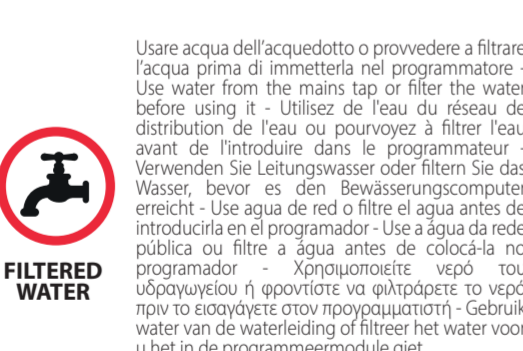 Usare acqua dell'acquedotto o provvedere a filtrare
l'acqua prima di immetterla nel programmatore -
Use water from the mains tap or filter the water
before using it - Utilisez de l'eau du réseau de
distribution de l'eau ou pourvoyez à filtrer l'eau
avant de l'introduire dans le programmateur -
Verwenden Sie Leitungswasser oder filtern Sie das
Wasser, bevor es den Bewässerungscomputer
erreicht - Use agua de red o filtre el agua antes de
introducirla en el programador - Use a água da rede
pública ou filtre a água antes de colocá-la no
programador - Χρησιμοποιείτε νερό του
υδραγωγείου ή φροντίστε να φιλτράρετε το νερό
πριν το εισαγάγετε στον προγραμματιστή - Gebruik
water van de waterleiding of filtreer het water voor
u het in de programmeermodule giet
FILTERED
WATER